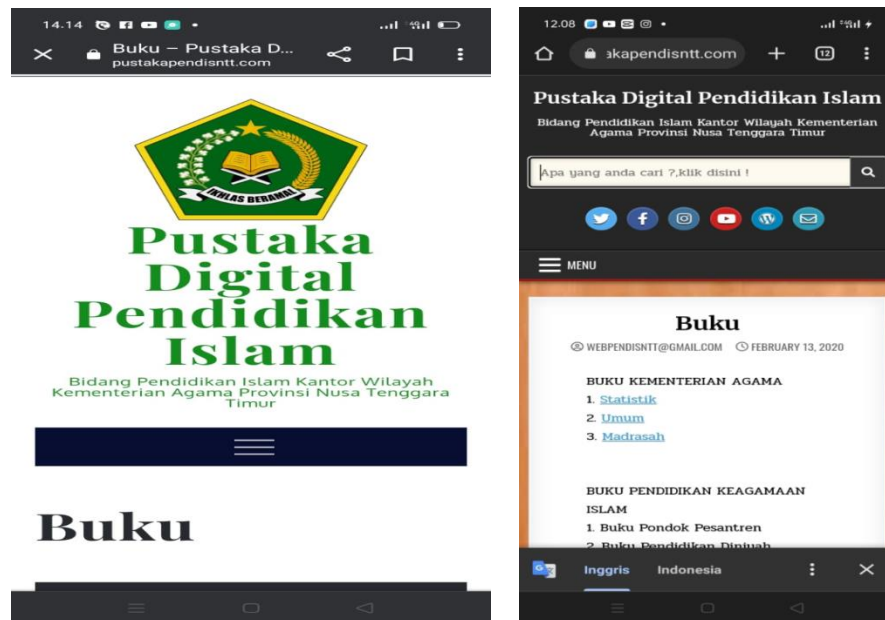 14.14
Buku – Pustaka D...
pustakapendisntt.com
IKHLAS BERAMAL
Pustaka
Digital
Pendidikan
Islam
Bidang Pendidikan Islam Kantor Wilayah
Kementerian Agama Provinsi Nusa Tenggara
Timur
Buku
12.08
akapendisntt.com
12
Pustaka Digital Pendidikan Islam
Bidang Pendidikan Islam Kantor Wilayah Kementerian
Agama Provinsi Nusa Tenggara Timur
Apa yang anda cari ?,klik disini !
MENU
Buku
WEBPENDISNTT@GMAIL.COM FEBRUARY 13, 2020
BUKU KEMENTERIAN AGAMA
1. Statistik
2. Umum
3. Madrasah
BUKU PENDIDIKAN KEAGAMAAN
ISLAM
1. Buku Pondok Pesantren
2. Buku Pendidikan Diniyah
Inggris Indonesia